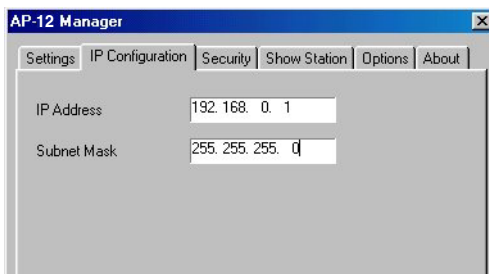 AP-12 Manager
Settings IP Configuration Security Show Station Options About
IP Address 192. 168. 0. 1
Subnet Mask 255. 255. 255. 0